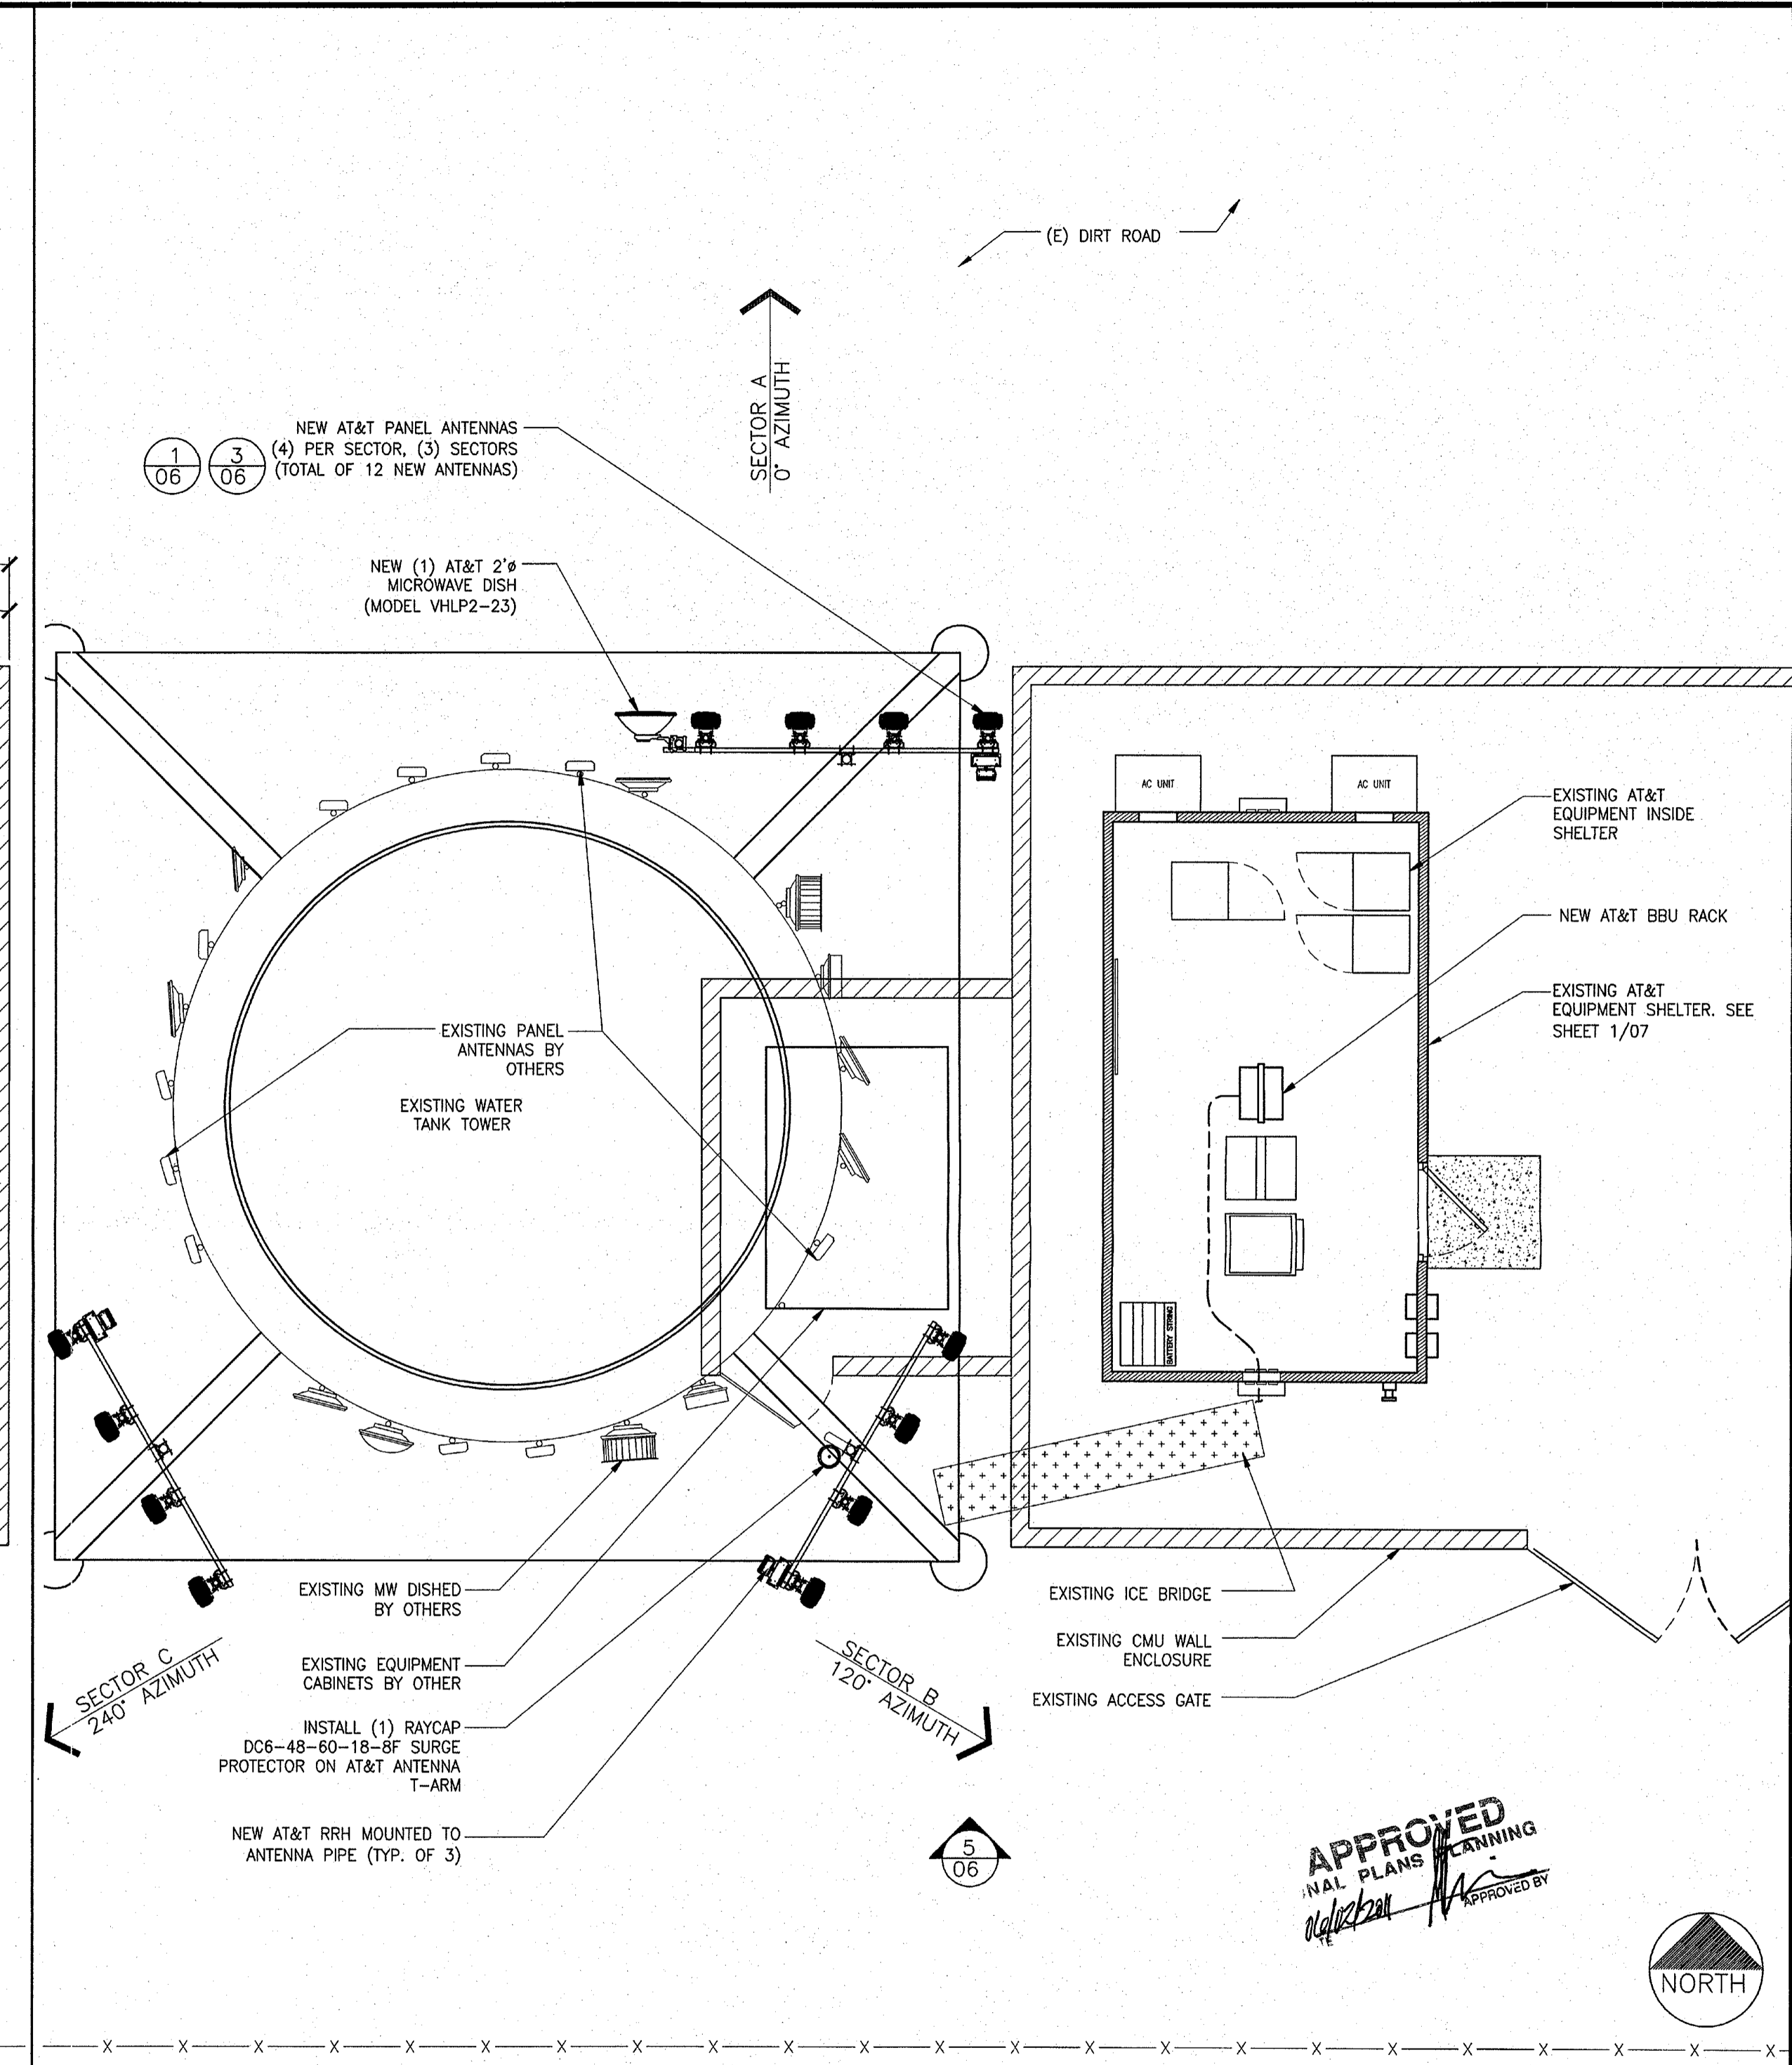 (E) DIRT ROAD
SECTOR A
0° AZIMUTH
NEW AT&T PANEL ANTENNAS
(4) PER SECTOR, (3) SECTORS
(TOTAL OF 12 NEW ANTENNAS)
1
06
3
06
NEW (1) AT&T 2'ø
MICROWAVE DISH
(MODEL VHLP2-23)
AC UNIT
AC UNIT
EXISTING AT&T
EQUIPMENT INSIDE
SHELTER
NEW AT&T BBU RACK
EXISTING AT&T
EQUIPMENT SHELTER. SEE
SHEET 1/07
EXISTING PANEL
ANTENNAS BY
OTHERS
EXISTING WATER
TANK TOWER
BATTERY STRING
EXISTING MW DISHED
BY OTHERS
EXISTING EQUIPMENT
CABINETS BY OTHER
INSTALL (1) RAYCAP
DC6-48-60-18-8F SURGE
PROTECTOR ON AT&T ANTENNA
T-ARM
NEW AT&T RRH MOUNTED TO
ANTENNA PIPE (TYP. OF 3)
SECTOR C
240° AZIMUTH
SECTOR B
120° AZIMUTH
EXISTING ICE BRIDGE
EXISTING CMU WALL
ENCLOSURE
EXISTING ACCESS GATE
5
06
APPROVED
NAL PLANS PLANNING
APPROVED BY
TE
NORTH
X X X X X X X X X X X X X X X X X X X X X X X